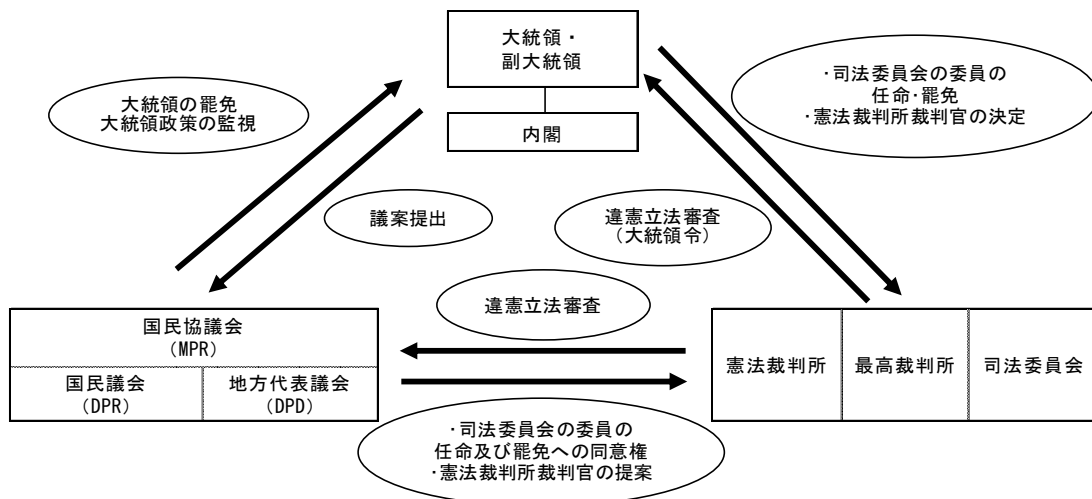 大統領・
副大統領
内閣
大統領の罷免
大統領政策の監視
・司法委員会の委員の
任命・罷免
・憲法裁判所裁判官の決定
議案提出
違憲立法審査
（大統領令）
違憲立法審査
国民協議会
（MPR）
国民議会
（DPR）
地方代表議会
（DPD）
憲法裁判所
最高裁判所
司法委員会
・司法委員会の委員の
任命及び罷免への同意権
・憲法裁判所裁判官の提案